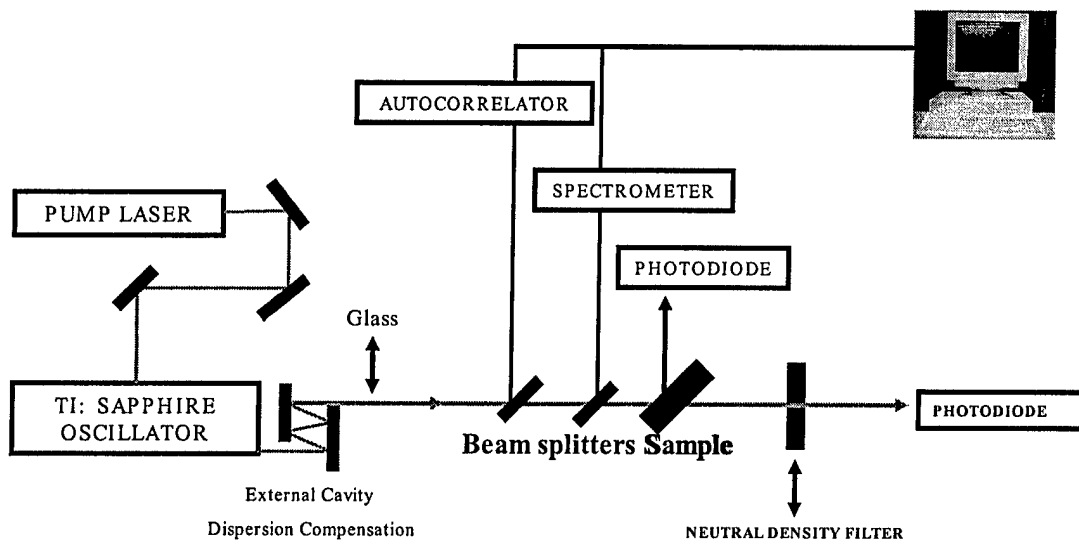 AUTOCORRELATOR
SPECTROMETER
PUMP LASER
PHOTODIODE
Glass
TI: SAPPHIRE
OSCILLATOR
PHOTODIODE
Beam splitters Sample
External Cavity
Dispersion Compensation
NEUTRAL DENSITY FILTER